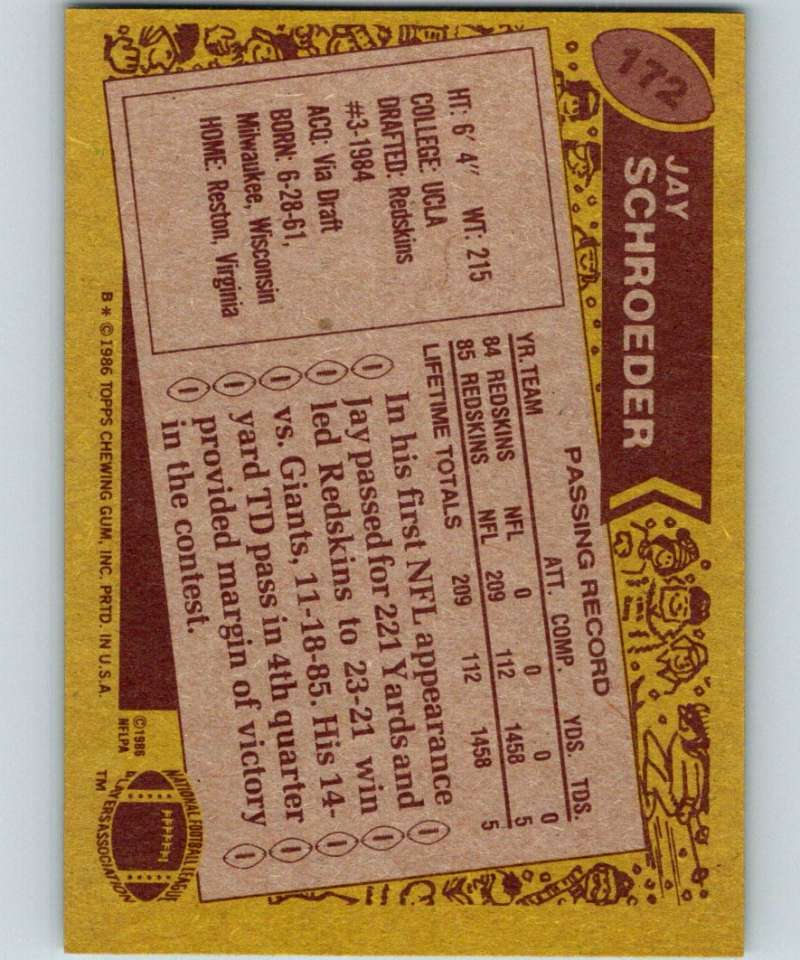 172
JAY
SCHROEDER
HT: 6' 4" WT: 215
COLLEGE: UCLA
DRAFTED: Redskins
#3-1984
ACQ: Via Draft
BORN: 6-28-61,
Milwaukee, Wisconsin
HOME: Reston, Virginia
PASSING RECORD
YR. TEAM ATT. COMP. YDS. TDS.
84 REDSKINS NFL 0 0 0 0
85 REDSKINS NFL 209 112 1458 5
LIFETIME TOTALS 209 112 1458 5
In his first NFL appearance
Jay passed for 221 Yards and
led Redskins to 23-21 win
vs. Giants, 11-18-85. His 14-
yard TD pass in 4th quarter
provided margin of victory
in the contest.
B* ©1986 TOPPS CHEWING GUM, INC. PRTD. IN U.S.A.
©1986
NFLPA
NATIONAL FOOTBALL LEAGUE
PLAYERS ASSOCIATION
TM